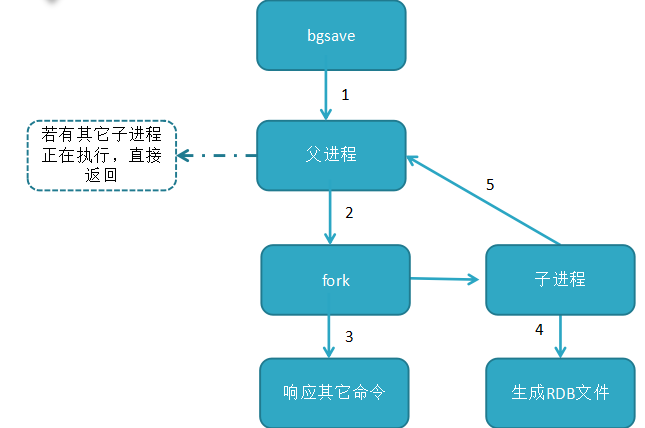 bgsave
1
若有其它子进程
正在执行，直接
返回
父进程
5
2
fork
子进程
3
4
响应其它命令
生成RDB文件